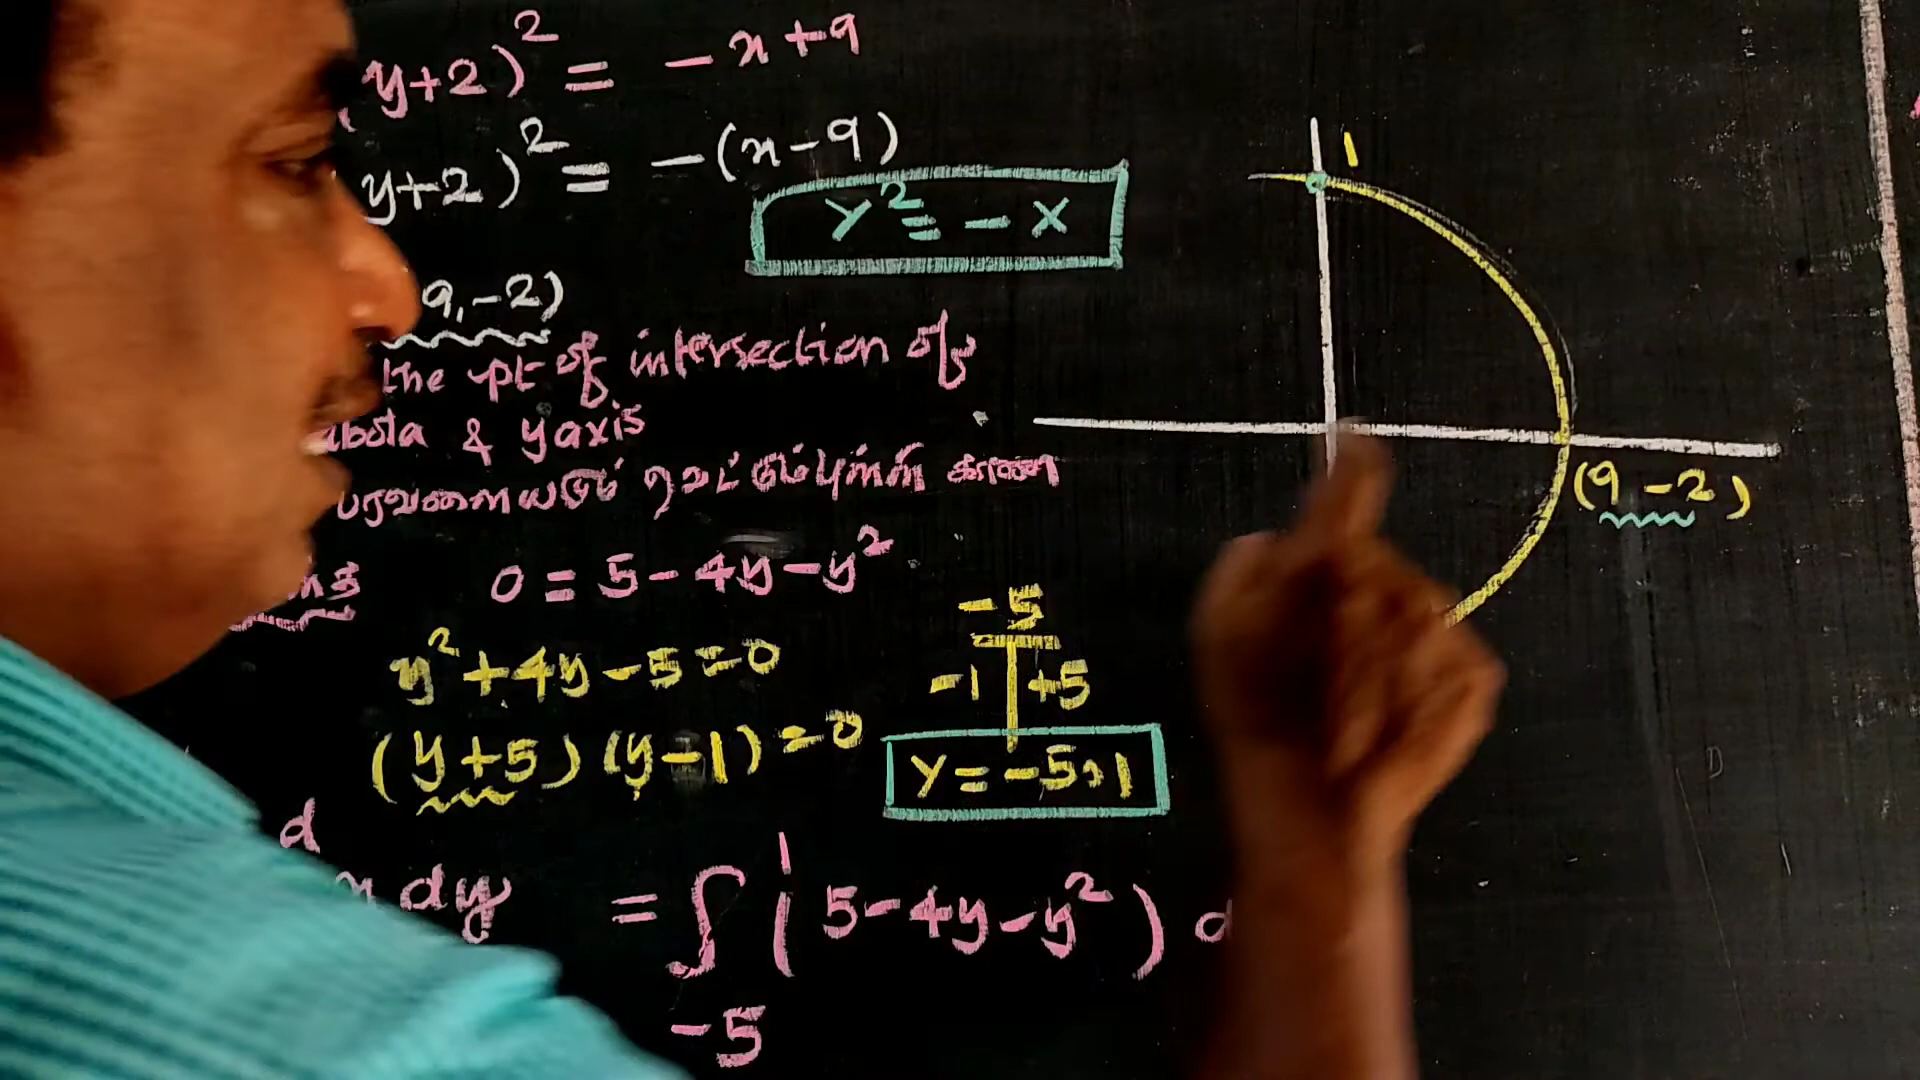 y+2)² = -x+9
y+2)² = -(x-9)
Y² = -X
9,-2)
the pt of intersection of
& yaxis
0 = 5-4y-y²
y²+4y-5=0
(y+5)(y-1)=0
-5
-1 +5
Y=-5,1
d
dy = ∫ (5-4y-y²) d
1
-5
1
(9 -2)